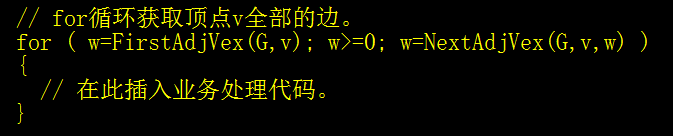 // for循环获取顶点v全部的边。
for ( w=FirstAdjVex(G,v); w>=0; w=NextAdjVex(G,v,w) )
{
// 在此插入业务处理代码。
}